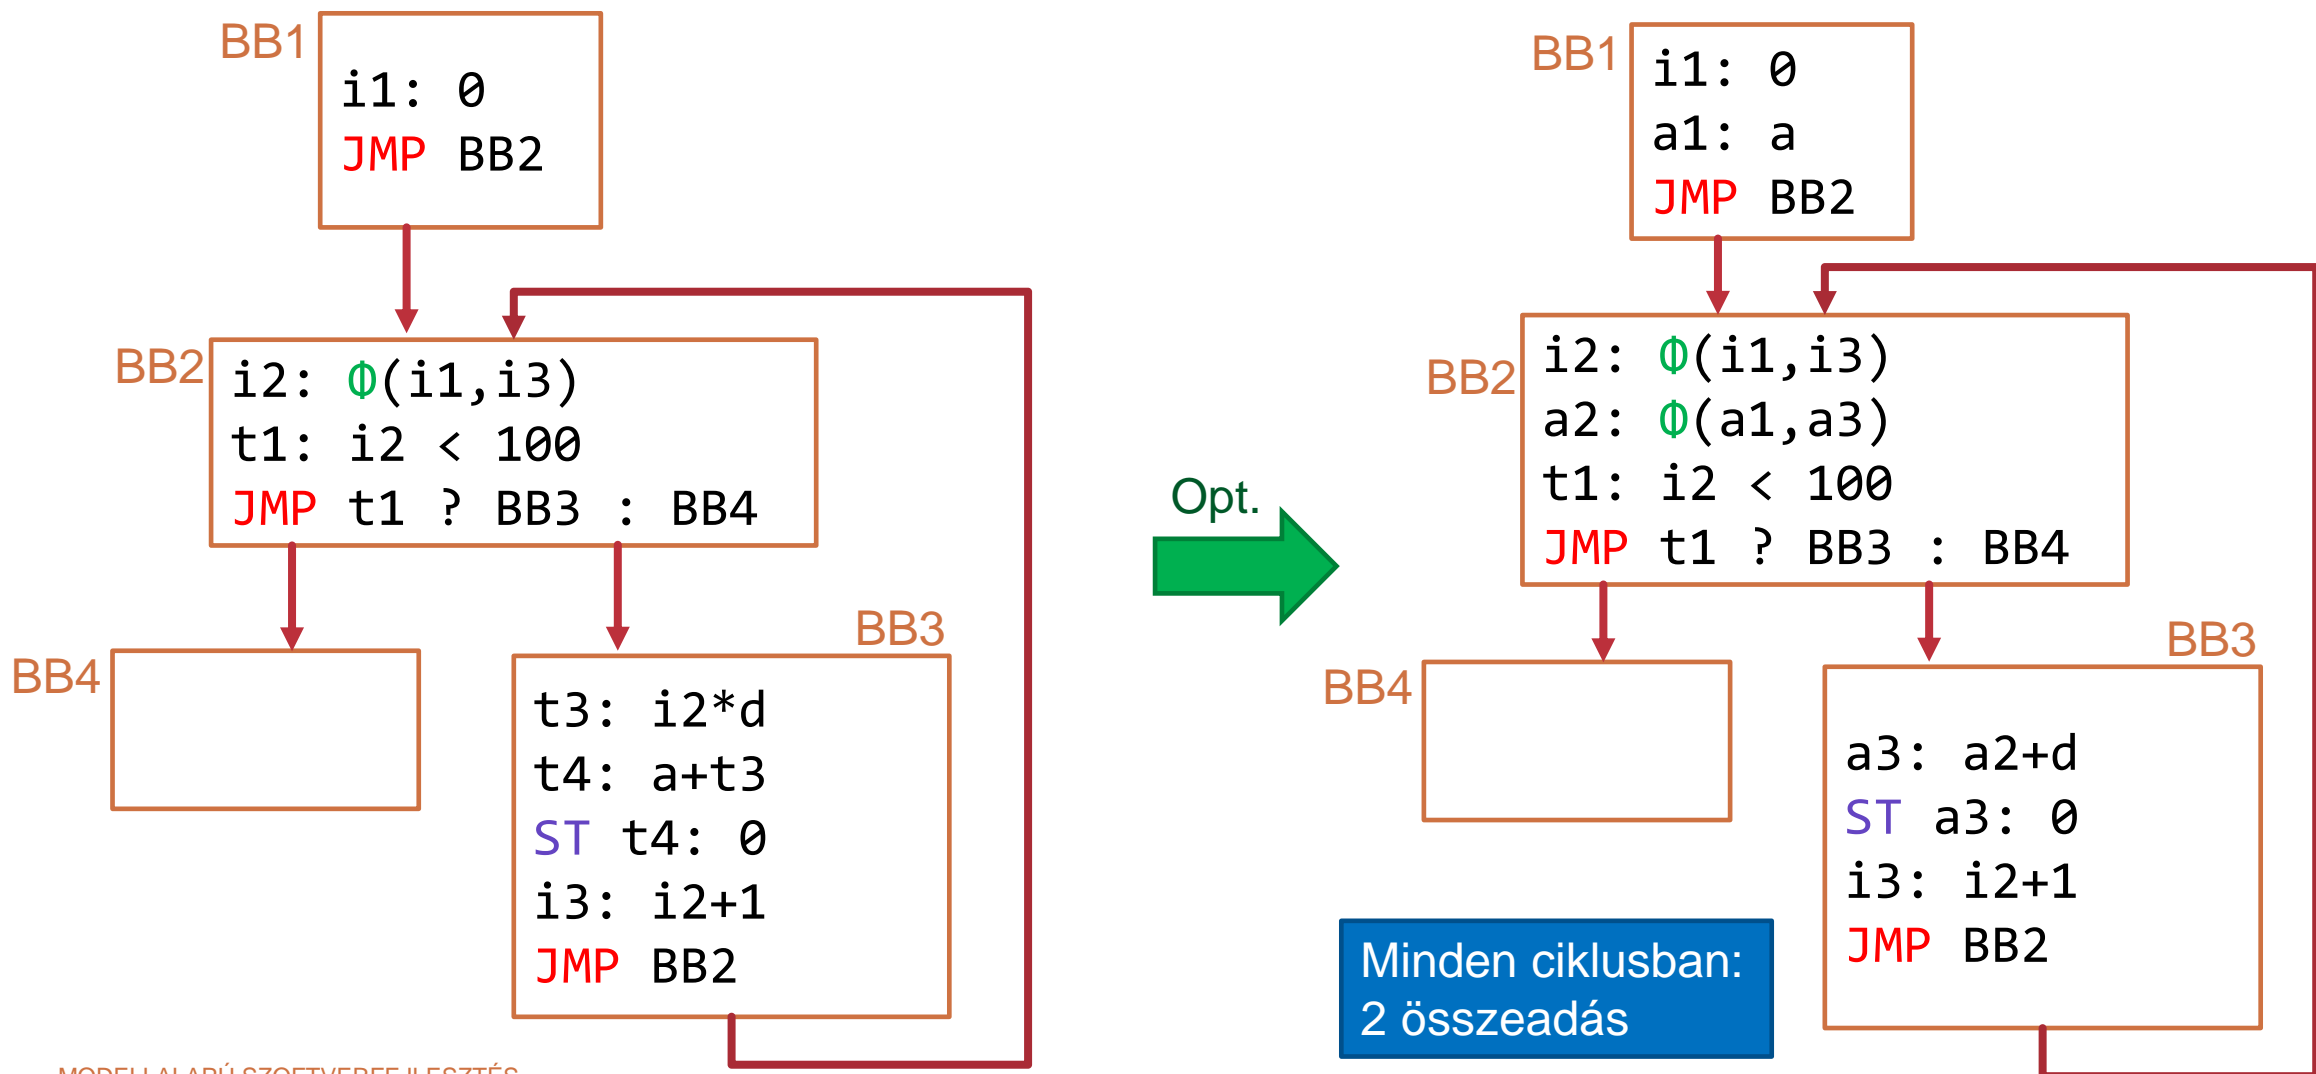 BB1
i1: 0
JMP BB2
BB2
i2: Φ(i1,i3)
t1: i2 < 100
JMP t1 ? BB3 : BB4
BB4
BB3
t3: i2*d
t4: a+t3
ST t4: 0
i3: i2+1
JMP BB2
Opt.
BB1
i1: 0
a1: a
JMP BB2
BB2
i2: Φ(i1,i3)
a2: Φ(a1,a3)
t1: i2 < 100
JMP t1 ? BB3 : BB4
BB4
BB3
a3: a2+d
ST a3: 0
i3: i2+1
JMP BB2
Minden ciklusban:
2 összeadás
MODELLALAPÚ SZOFTVERFEJLESZTÉS